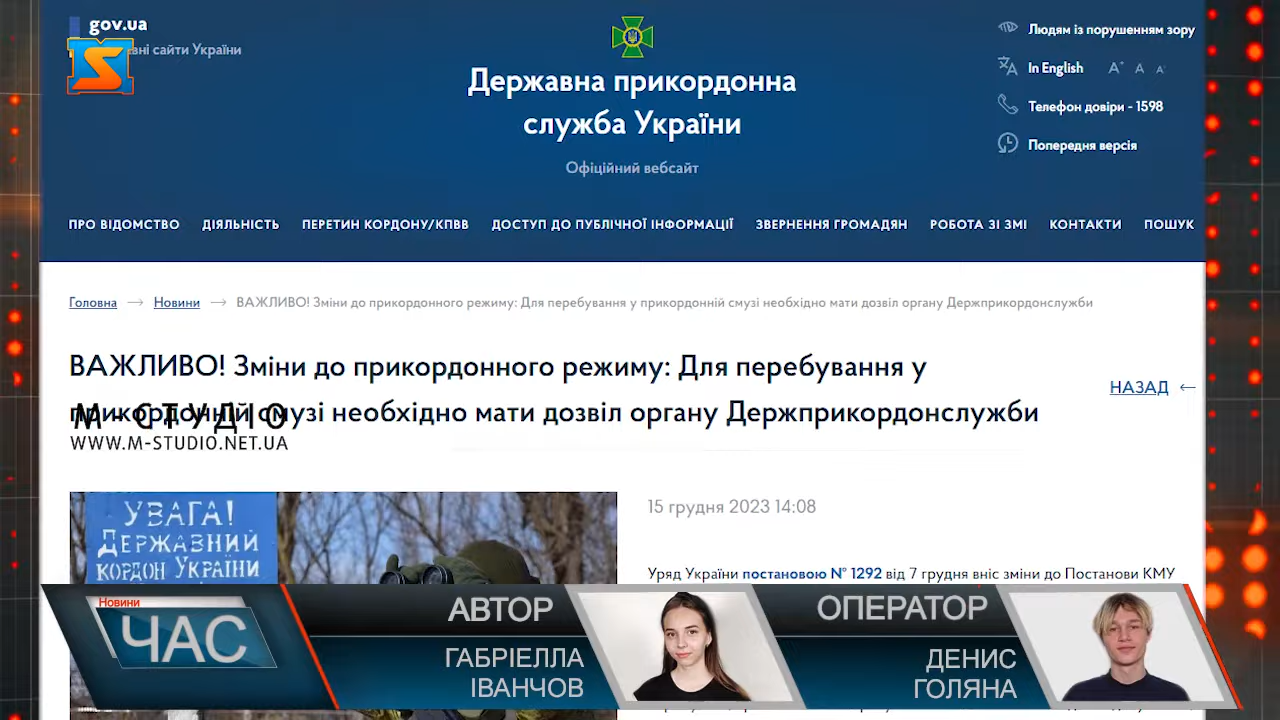 gov.ua
Людям із порушенням зору
вні сайти України
Державна прикордонна
служба України
In English
A+ A A-
Телефон довіри - 1598
Попередня версія
Офіційний вебсайт
ПРО ВІДОМСТВО ДІЯЛЬНІСТЬ ПЕРЕТИН КОРДОНУ/КПВВ ДОСТУП ДО ПУБЛІЧНОЇ ІНФОРМАЦІЇ ЗВЕРНЕННЯ ГРОМАДЯН РОБОТА ЗІ ЗМІ КОНТАКТИ ПОШУК
Головна → Новини → ВАЖЛИВО! Зміни до прикордонного режиму: Для перебування у прикордонній смузі необхідно мати дозвіл органу Держприкордонслужби
ВАЖЛИВО! Зміни до прикордонного режиму: Для перебування у
прикордонній смузі необхідно мати дозвіл органу Держприкордонслужби
НАЗАД ←
М-СТУДІО
WWW.M-STUDIO.NET.UA
УВАГА!
ДЕРЖАВНИЙ
КОРДОН УКРАЇНИ
15 грудня 2023 14:08
Уряд України постановою № 1292 від 7 грудня вніс зміни до Постанови КМУ
Новини
ЧАС
АВТОР
ГАБРІЕЛЛА
ІВАНЧОВ
ОПЕРАТОР
ДЕНИС
ГОЛЯНА